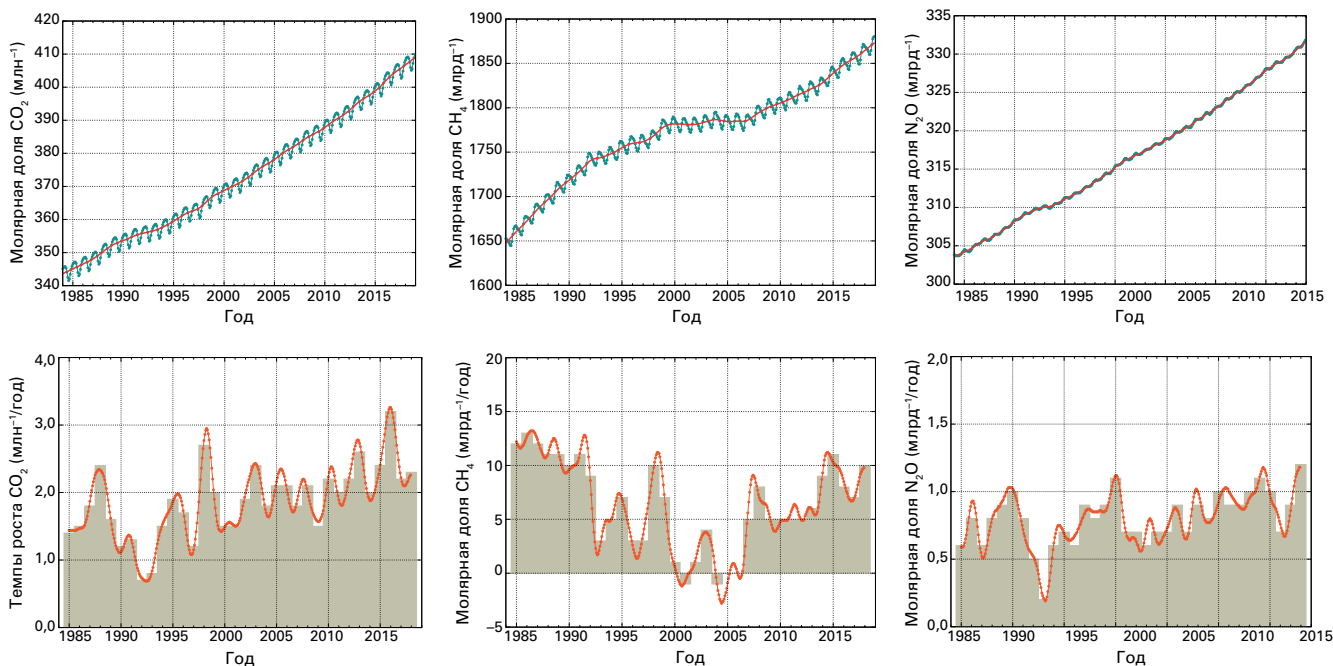 Молярная доля CO₂ (млн⁻¹)
420
410
400
390
380
370
360
350
340
1985 1990 1995 2000 2005 2010 2015
Год
Молярная доля CH₄ (млрд⁻¹)
1900
1850
1800
1750
1700
1650
1600
1985 1990 1995 2000 2005 2010 2015
Год
Молярная доля N₂O (млрд⁻¹)
335
330
325
320
315
310
305
300
1985 1990 1995 2000 2005 2010 2015
Год
Темпы роста CO₂ (млн⁻¹/год)
4,0
3,0
2,0
1,0
0,0
1985 1990 1995 2000 2005 2010 2015
Год
Молярная доля CH₄ (млрд⁻¹/год)
20
15
10
5
0
−5
1985 1990 1995 2000 2005 2010 2015
Год
Молярная доля N₂O (млрд⁻¹/год)
2,0
1,5
1,0
0,5
0,0
1985 1990 1995 2000 2005 2010 2015
Год